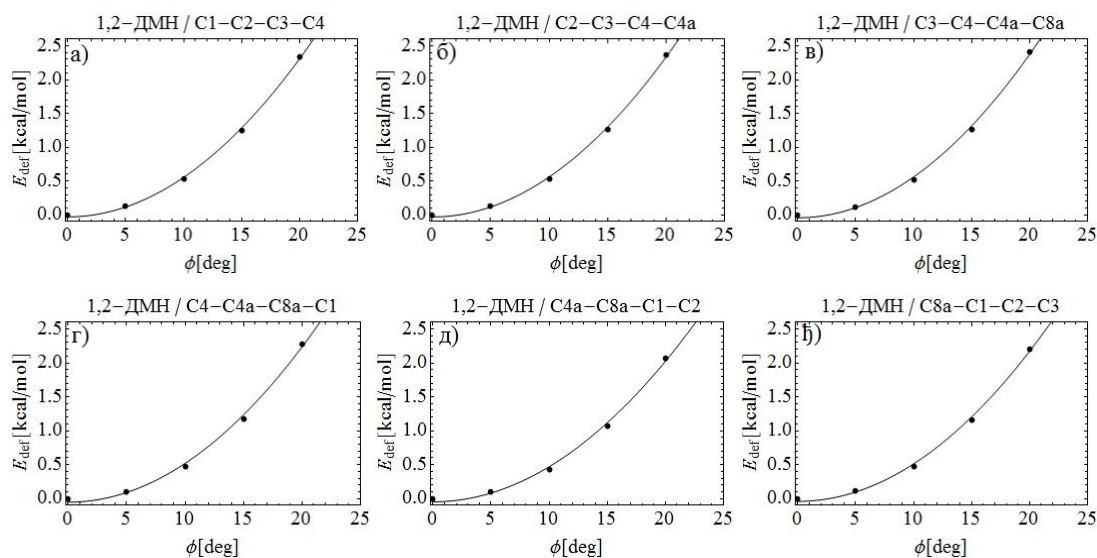 1,2−ДМН / C1−C2−C3−C4
а)
2.5
2.0
1.5
1.0
0.5
0.0
E_def [kcal/mol]
0 5 10 15 20 25
ϕ[deg]
1,2−ДМН / C2−C3−C4−C4a
б)
2.5
2.0
1.5
1.0
0.5
0.0
E_def [kcal/mol]
0 5 10 15 20 25
ϕ[deg]
1,2−ДМН / C3−C4−C4a−C8a
в)
2.5
2.0
1.5
1.0
0.5
0.0
E_def [kcal/mol]
0 5 10 15 20 25
ϕ[deg]
1,2−ДМН / C4−C4a−C8a−C1
г)
2.5
2.0
1.5
1.0
0.5
0.0
E_def [kcal/mol]
0 5 10 15 20 25
ϕ[deg]
1,2−ДМН / C4a−C8a−C1−C2
д)
2.5
2.0
1.5
1.0
0.5
0.0
E_def [kcal/mol]
0 5 10 15 20 25
ϕ[deg]
1,2−ДМН / C8a−C1−C2−C3
ђ)
2.5
2.0
1.5
1.0
0.5
0.0
E_def [kcal/mol]
0 5 10 15 20 25
ϕ[deg]